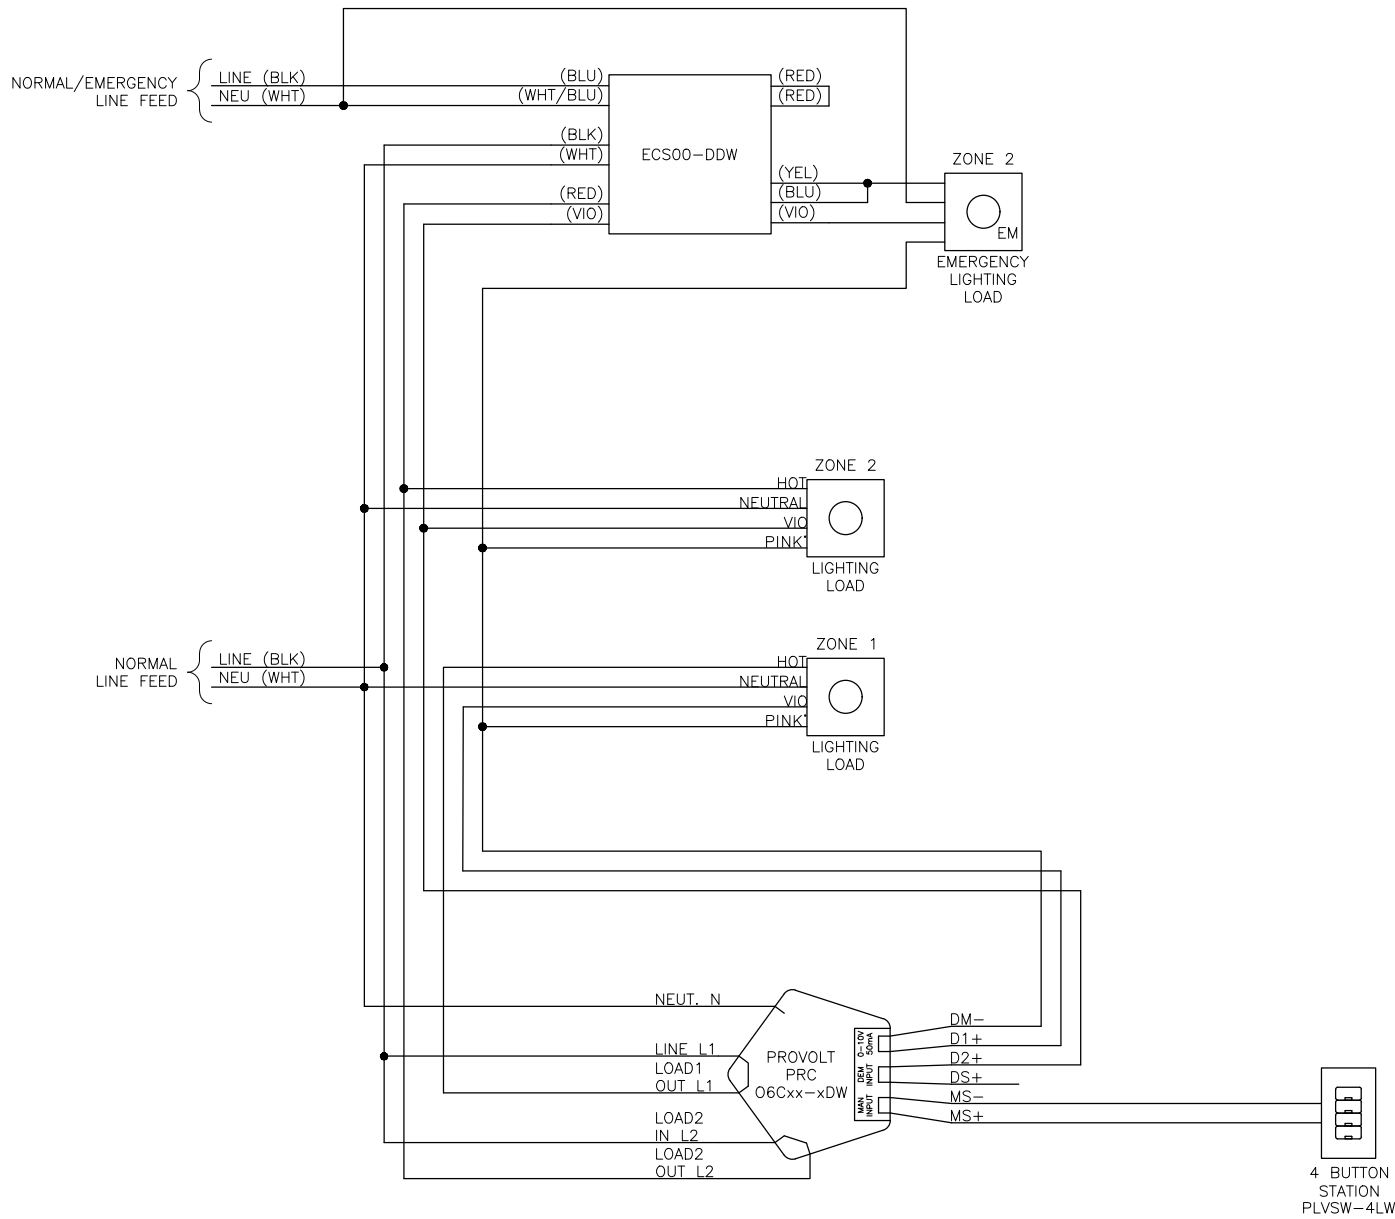 NORMAL/EMERGENCY
LINE FEED
LINE (BLK)
NEU (WHT)
(BLU)
(WHT/BLU)
(BLK)
(WHT)
(RED)
(VIO)
ECS00-DDW
(RED)
(RED)
(YEL)
(BLU)
(VIO)
ZONE 2
EM
EMERGENCY
LIGHTING
LOAD
ZONE 2
HOT
NEUTRAL
VIO
PINK*
LIGHTING
LOAD
NORMAL
LINE FEED
LINE (BLK)
NEU (WHT)
ZONE 1
HOT
NEUTRAL
VIO
PINK*
LIGHTING
LOAD
NEUT. N
LINE L1
LOAD1
OUT L1
LOAD2
IN L2
LOAD2
OUT L2
PROVOLT
PRC
O6Cxx-xDW
0-10V
50mA
DEM
INPUT
MAN
INPUT
DM-
D1+
D2+
DS+
MS-
MS+
4 BUTTON
STATION
PLVSW-4LW